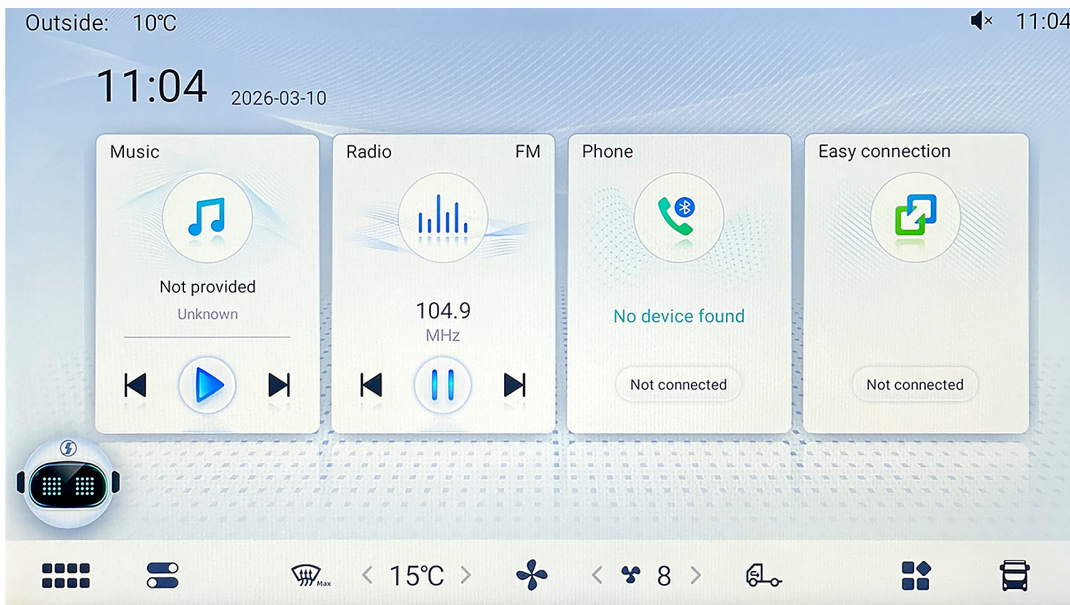 Outside: 10℃
11:04
11:04
2026-03-10
Music
Not provided
Unknown
Radio FM
104.9
MHz
Phone
No device found
Not connected
Easy connection
Not connected
Max
15℃
8